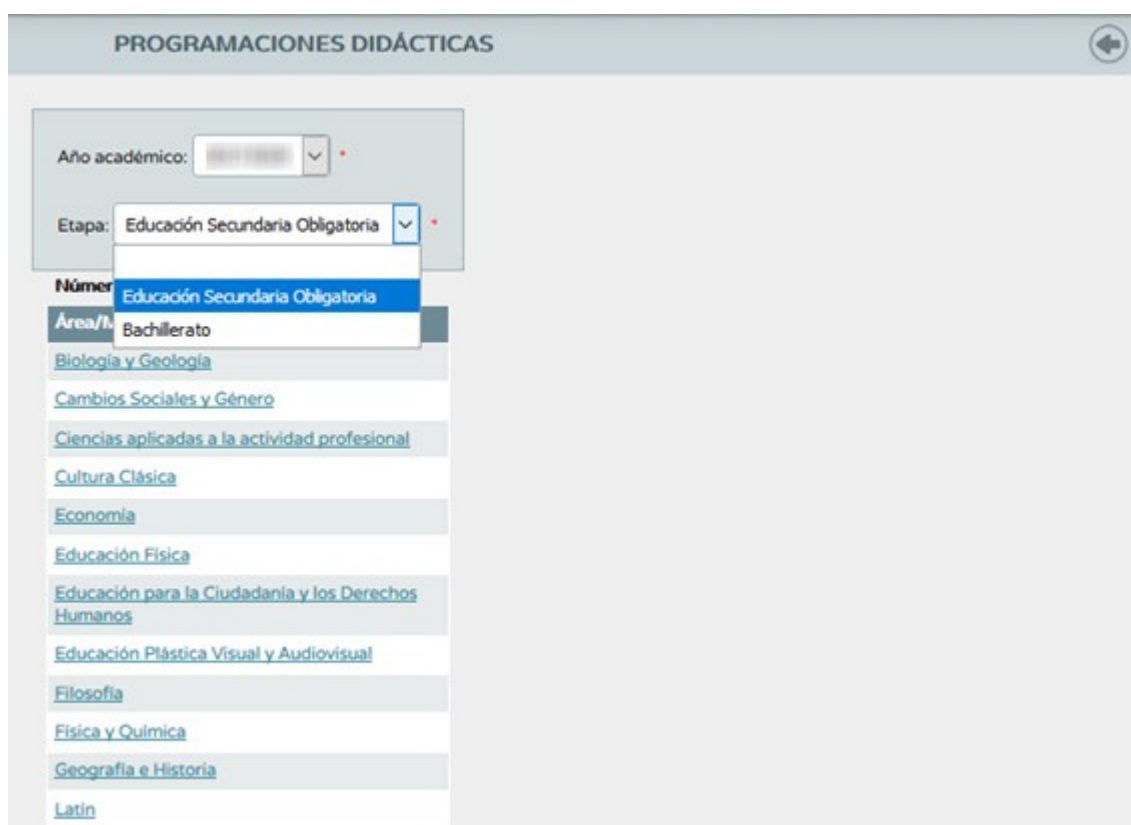 PROGRAMACIONES DIDÁCTICAS
Año académico: *
Etapa: Educación Secundaria Obligatoria *
Educación Secundaria Obligatoria
Bachillerato
Biología y Geología
Cambios Sociales y Género
Ciencias aplicadas a la actividad profesional
Cultura Clásica
Economía
Educación Física
Educación para la Ciudadanía y los Derechos
Humanos
Educación Plástica Visual y Audiovisual
Filosofía
Física y Química
Geografía e Historia
Latín